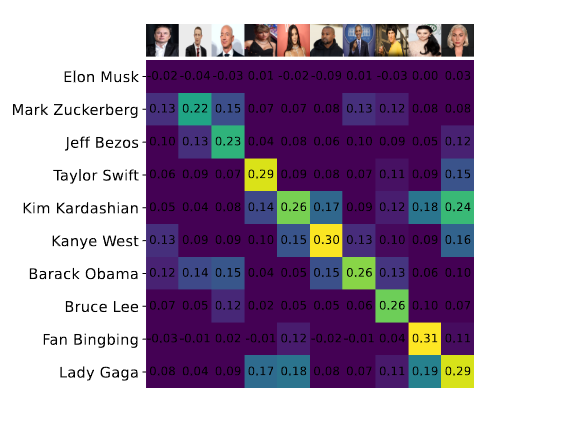 Elon Musk -0.02 -0.04 -0.03 0.01 -0.02 -0.09 0.01 -0.03 0.00 0.03
Mark Zuckerberg 0.13 0.22 0.15 0.07 0.07 0.08 0.13 0.12 0.08 0.08
Jeff Bezos 0.10 0.13 0.23 0.04 0.08 0.06 0.10 0.09 0.05 0.12
Taylor Swift 0.06 0.09 0.07 0.29 0.09 0.08 0.07 0.11 0.09 0.15
Kim Kardashian 0.05 0.04 0.08 0.14 0.26 0.17 0.09 0.12 0.18 0.24
Kanye West 0.13 0.09 0.09 0.10 0.15 0.30 0.13 0.10 0.09 0.16
Barack Obama 0.12 0.14 0.15 0.04 0.05 0.15 0.26 0.13 0.06 0.10
Bruce Lee 0.07 0.05 0.12 0.02 0.05 0.05 0.06 0.26 0.10 0.07
Fan Bingbing -0.03 -0.01 0.02 -0.01 0.12 -0.02 -0.01 0.04 0.31 0.11
Lady Gaga 0.08 0.04 0.09 0.17 0.18 0.08 0.07 0.11 0.19 0.29